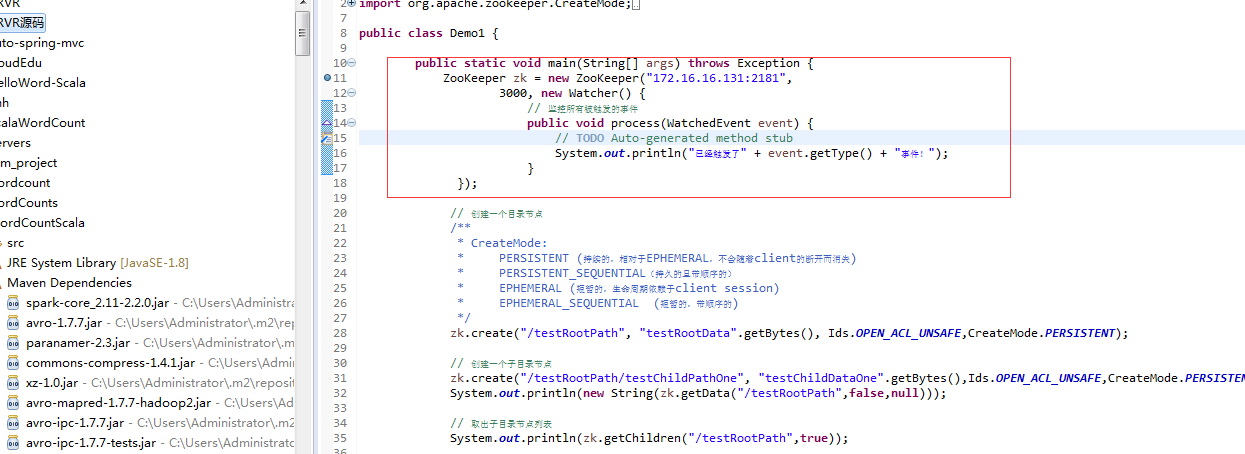 RVR
RVR源码
uto-spring-mvc
oudEdu
elloWord-Scala
nh
calaWordCount
ervers
m_project
ordcount
ordCounts
ordCountScala
src
JRE System Library [JavaSE-1.8]
Maven Dependencies
spark-core_2.11-2.2.0.jar - C:\Users\Administra
avro-1.7.7.jar - C:\Users\Administrator\.m2\rep
paranamer-2.3.jar - C:\Users\Administrator\.m
commons-compress-1.4.1.jar - C:\Users\Admini
xz-1.0.jar - C:\Users\Administrator\.m2\reposit
avro-mapred-1.7.7-hadoop2.jar - C:\Users\Adm
avro-ipc-1.7.7.jar - C:\Users\Administrator\.m2
avro-ipc-1.7.7-tests.jar - C:\Users\Administrato
2 import org.apache.zookeeper.CreateMode;
7
8 public class Demo1 {
9
10 public static void main(String[] args) throws Exception {
11 ZooKeeper zk = new ZooKeeper("172.16.16.131:2181",
12 3000, new Watcher() {
13 // 监控所有被触发的事件
14 public void process(WatchedEvent event) {
15 // TODO Auto-generated method stub
16 System.out.println("已经触发了" + event.getType() + "事件！");
17 }
18 });
19
20 // 创建一个目录节点
21 /**
22 * CreateMode:
23 * PERSISTENT (持续的，相对于EPHEMERAL，不会随着client的断开而消失)
24 * PERSISTENT_SEQUENTIAL（持久的且带顺序的）
25 * EPHEMERAL (短暂的，生命周期依赖于client session)
26 * EPHEMERAL_SEQUENTIAL (短暂的，带顺序的)
27 */
28 zk.create("/testRootPath", "testRootData".getBytes(), Ids.OPEN_ACL_UNSAFE,CreateMode.PERSISTENT);
29
30 // 创建一个子目录节点
31 zk.create("/testRootPath/testChildPathOne", "testChildDataOne".getBytes(),Ids.OPEN_ACL_UNSAFE,CreateMode.PERSISTEN
32 System.out.println(new String(zk.getData("/testRootPath",false,null)));
33
34 // 取出子目录节点列表
35 System.out.println(zk.getChildren("/testRootPath",true));
36